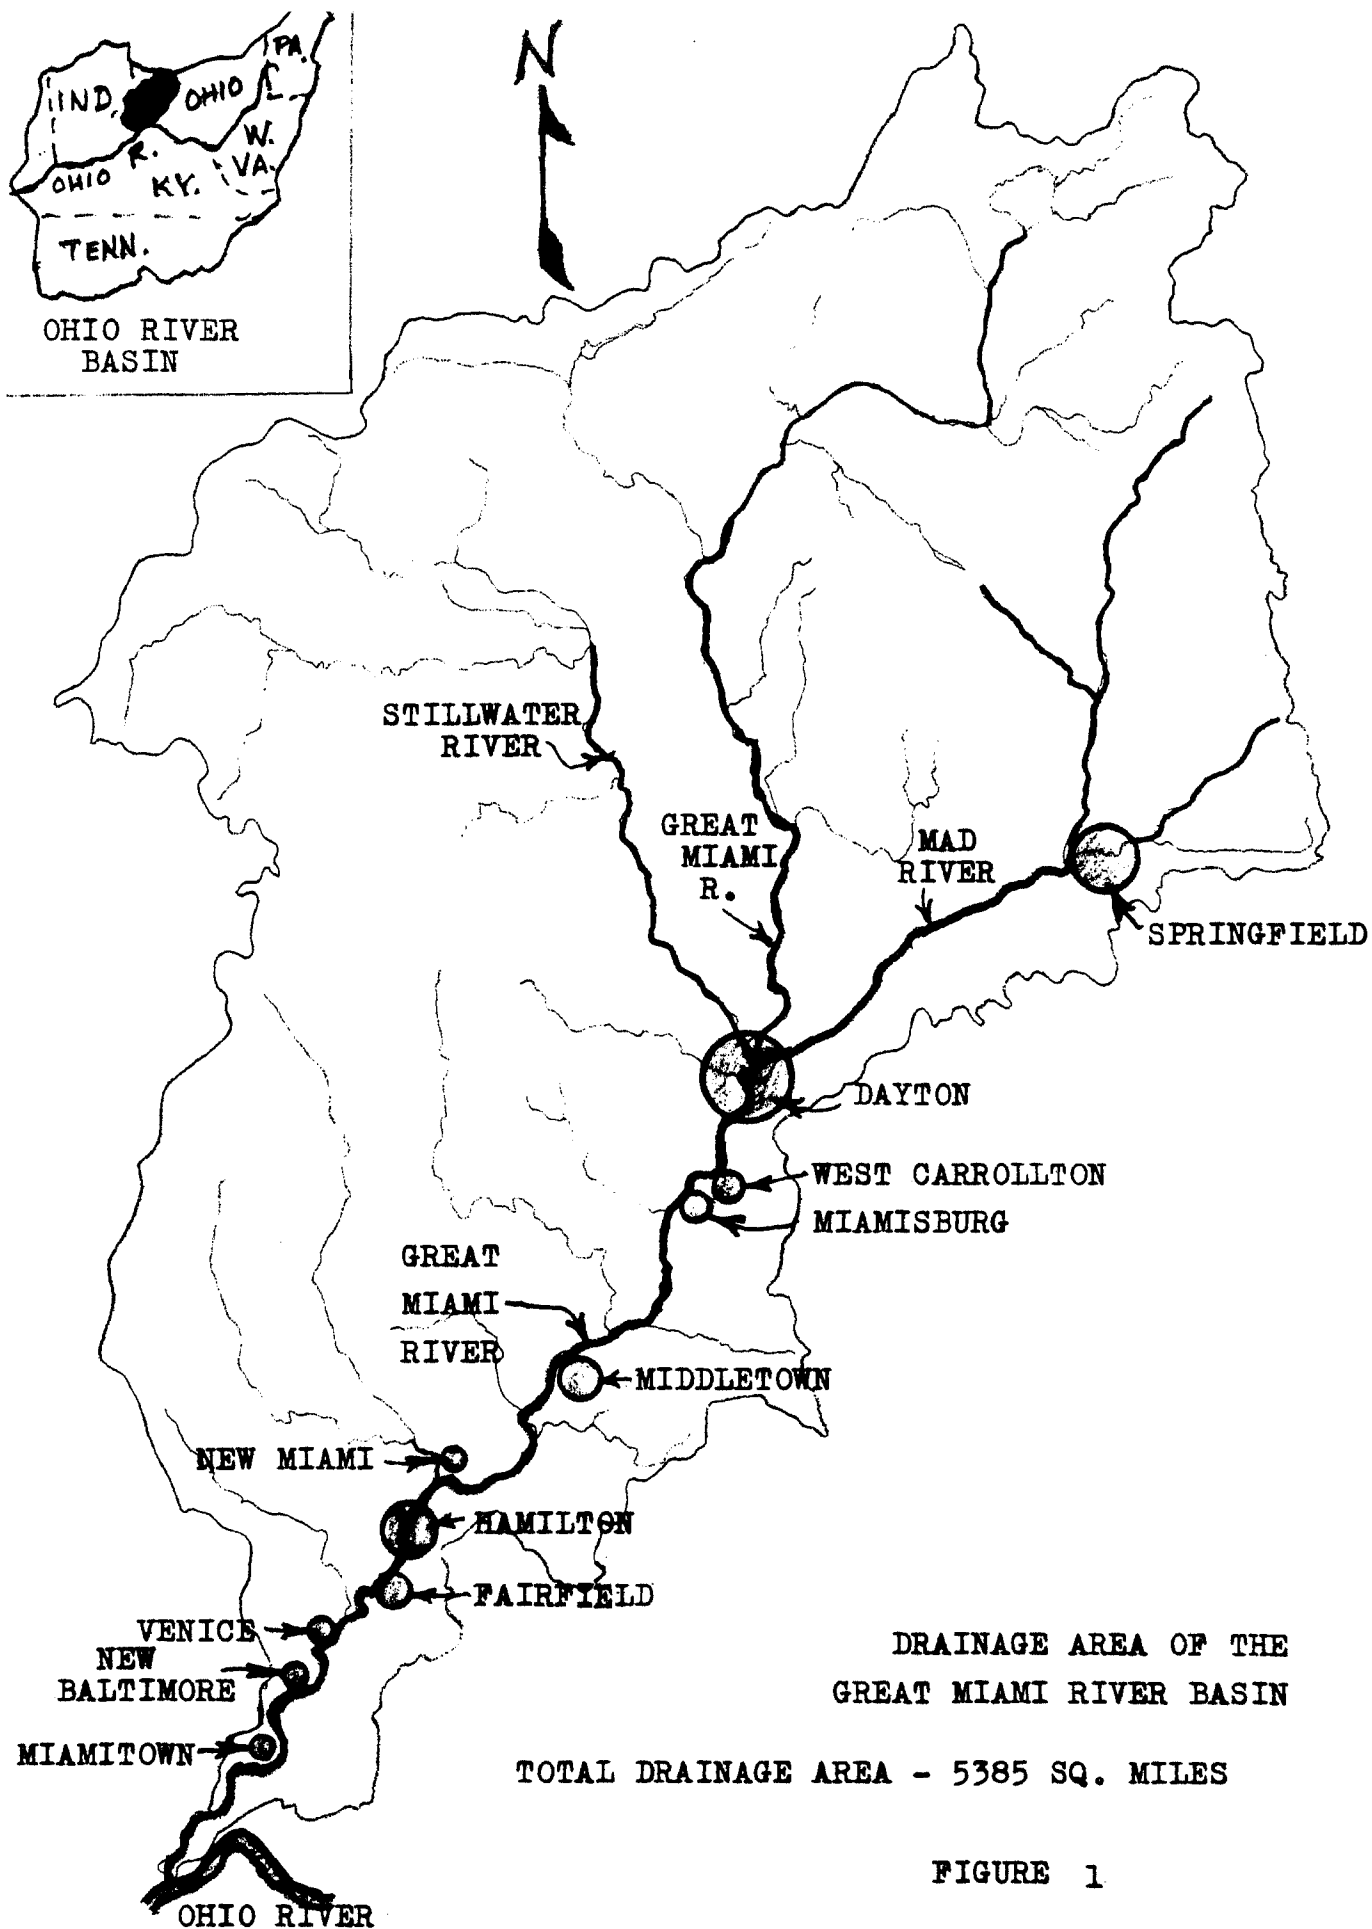 PA.
IND.
OHIO
W.
VA.
OHIO R.
KY.
TENN.
OHIO RIVER
BASIN
N
STILLWATER
RIVER
GREAT
MIAMI
R.
MAD
RIVER
SPRINGFIELD
DAYTON
WEST CARROLLTON
MIAMISBURG
GREAT
MIAMI
RIVER
MIDDLETOWN
NEW MIAMI
HAMILTON
FAIRFIELD
VENICE
NEW
BALTIMORE
MIAMITOWN
OHIO RIVER
DRAINAGE AREA OF THE
GREAT MIAMI RIVER BASIN
TOTAL DRAINAGE AREA - 5385 SQ. MILES
FIGURE 1